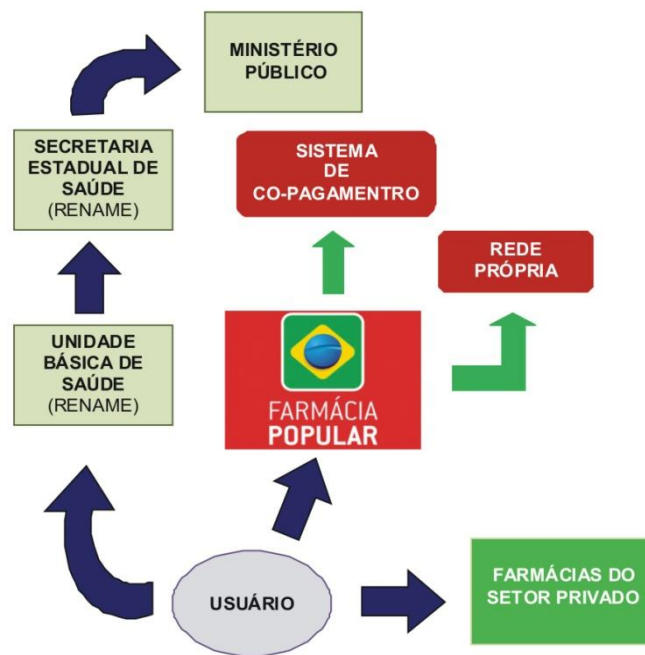 MINISTÉRIO
PÚBLICO
SECRETARIA
ESTADUAL DE
SAÚDE
(RENAME)
SISTEMA
DE
CO-PAGAMENTRO
REDE
PRÓPRIA
UNIDADE
BÁSICA DE
SAÚDE
(RENAME)
FARMÁCIA
POPULAR
USUÁRIO
FARMÁCIAS DO
SETOR PRIVADO